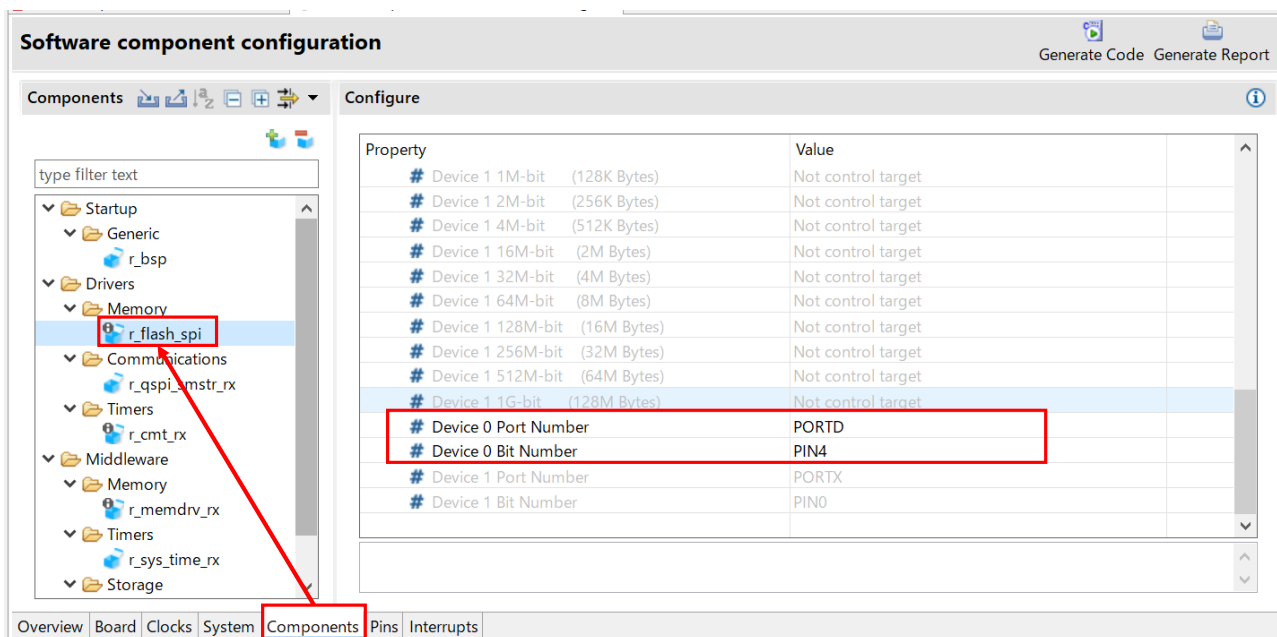 Software component configuration
Generate Code Generate Report
Components
Configure
type filter text
Startup
Generic
r_bsp
Drivers
Memory
r_flash_spi
Communications
r_qspi_smstr_rx
Timers
r_cmt_rx
Middleware
Memory
r_memdrv_rx
Timers
r_sys_time_rx
Storage
Property Value
# Device 1 1M-bit (128K Bytes) Not control target
# Device 1 2M-bit (256K Bytes) Not control target
# Device 1 4M-bit (512K Bytes) Not control target
# Device 1 16M-bit (2M Bytes) Not control target
# Device 1 32M-bit (4M Bytes) Not control target
# Device 1 64M-bit (8M Bytes) Not control target
# Device 1 128M-bit (16M Bytes) Not control target
# Device 1 256M-bit (32M Bytes) Not control target
# Device 1 512M-bit (64M Bytes) Not control target
# Device 1 1G-bit (128M Bytes) Not control target
# Device 0 Port Number PORTD
# Device 0 Bit Number PIN4
# Device 1 Port Number PORTX
# Device 1 Bit Number PIN0
Overview Board Clocks System Components Pins Interrupts